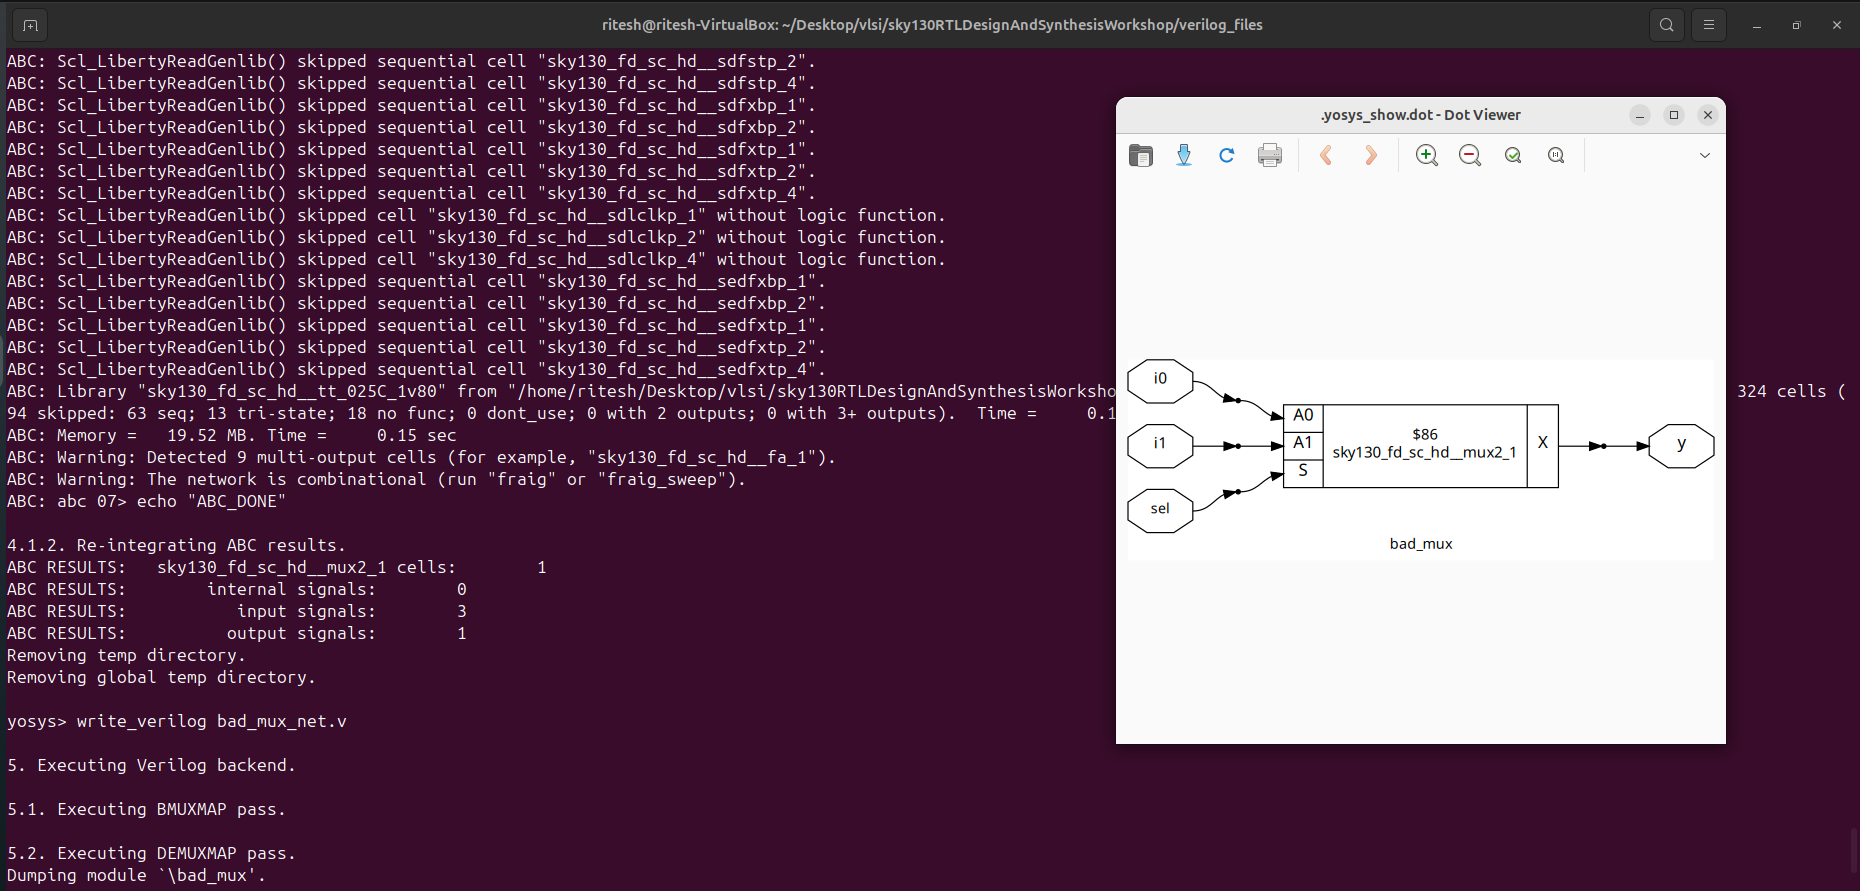 ritesh@ritesh-VirtualBox: ~/Desktop/vlsi/sky130RTLDesignAndSynthesisWorkshop/verilog_files
ABC: Scl_LibertyReadGenlib() skipped sequential cell "sky130_fd_sc_hd__sdfstp_2".
ABC: Scl_LibertyReadGenlib() skipped sequential cell "sky130_fd_sc_hd__sdfstp_4".
ABC: Scl_LibertyReadGenlib() skipped sequential cell "sky130_fd_sc_hd__sdfxbp_1".
ABC: Scl_LibertyReadGenlib() skipped sequential cell "sky130_fd_sc_hd__sdfxbp_2".
ABC: Scl_LibertyReadGenlib() skipped sequential cell "sky130_fd_sc_hd__sdfxtp_1".
ABC: Scl_LibertyReadGenlib() skipped sequential cell "sky130_fd_sc_hd__sdfxtp_2".
ABC: Scl_LibertyReadGenlib() skipped sequential cell "sky130_fd_sc_hd__sdfxtp_4".
ABC: Scl_LibertyReadGenlib() skipped cell "sky130_fd_sc_hd__sdlclkp_1" without logic function.
ABC: Scl_LibertyReadGenlib() skipped cell "sky130_fd_sc_hd__sdlclkp_2" without logic function.
ABC: Scl_LibertyReadGenlib() skipped cell "sky130_fd_sc_hd__sdlclkp_4" without logic function.
ABC: Scl_LibertyReadGenlib() skipped sequential cell "sky130_fd_sc_hd__sedfxbp_1".
ABC: Scl_LibertyReadGenlib() skipped sequential cell "sky130_fd_sc_hd__sedfxbp_2".
ABC: Scl_LibertyReadGenlib() skipped sequential cell "sky130_fd_sc_hd__sedfxtp_1".
ABC: Scl_LibertyReadGenlib() skipped sequential cell "sky130_fd_sc_hd__sedfxtp_2".
ABC: Scl_LibertyReadGenlib() skipped sequential cell "sky130_fd_sc_hd__sedfxtp_4".
ABC: Library "sky130_fd_sc_hd__tt_025C_1v80" from "/home/ritesh/Desktop/vlsi/sky130RTLDesignAndSynthesisWorksho 324 cells (
94 skipped: 63 seq; 13 tri-state; 18 no func; 0 dont_use; 0 with 2 outputs; 0 with 3+ outputs).  Time =     0.1
ABC: Memory =   19.52 MB. Time =     0.15 sec
ABC: Warning: Detected 9 multi-output cells (for example, "sky130_fd_sc_hd__fa_1").
ABC: Warning: The network is combinational (run "fraig" or "fraig_sweep").
ABC: abc 07> echo "ABC_DONE"
4.1.2. Re-integrating ABC results.
ABC RESULTS:   sky130_fd_sc_hd__mux2_1 cells:        1
ABC RESULTS:        internal signals:        0
ABC RESULTS:           input signals:        3
ABC RESULTS:          output signals:        1
Removing temp directory.
Removing global temp directory.
yosys> write_verilog bad_mux_net.v
5. Executing Verilog backend.
5.1. Executing BMUXMAP pass.
5.2. Executing DEMUXMAP pass.
Dumping module `\bad_mux'.
.yosys_show.dot - Dot Viewer
i0
i1
sel
A0
A1
S
$86
sky130_fd_sc_hd__mux2_1
X
y
bad_mux